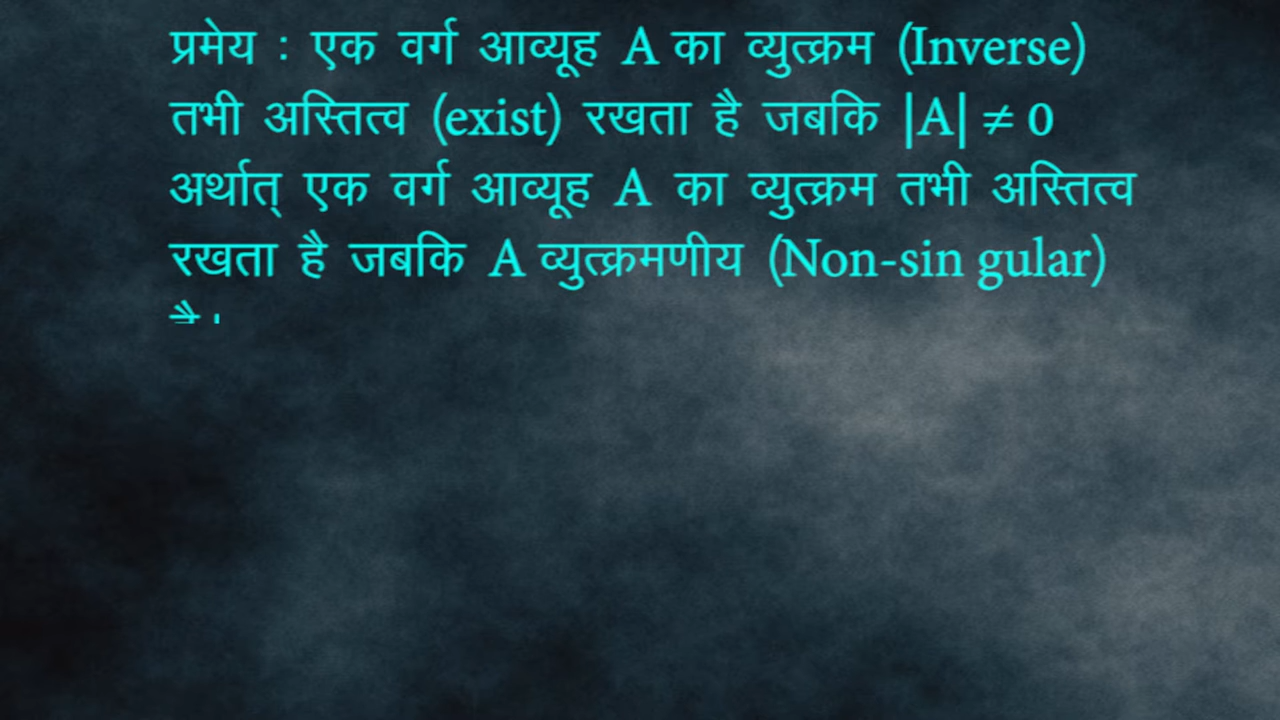 प्रमेय : एक वर्ग आव्यूह A का व्युत्क्रम (Inverse)
तभी अस्तित्व (exist) रखता है जबकि |A| ≠ 0
अर्थात् एक वर्ग आव्यूह A का व्युत्क्रम तभी अस्तित्व
रखता है जबकि A व्युत्क्रमणीय (Non-sin gular)